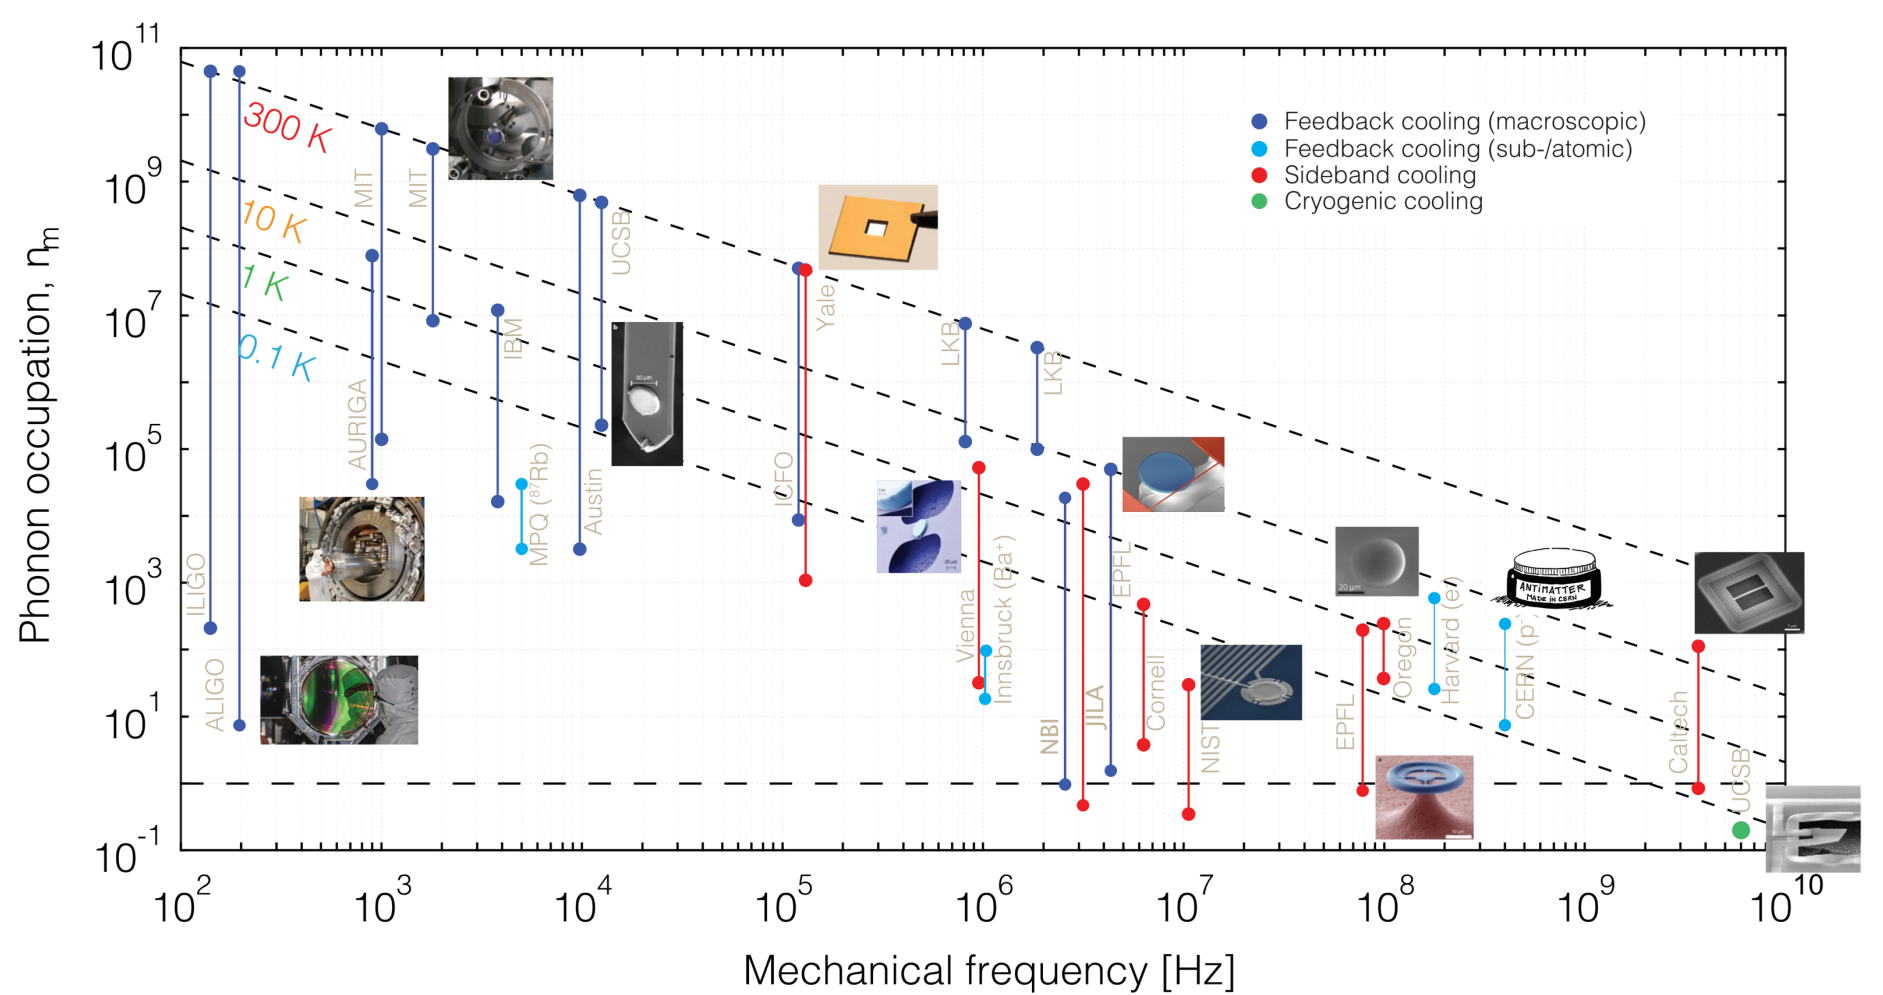 Phonon occupation, nm
10^11
10^9
10^7
10^5
10^3
10^1
10^-1
300 K
10 K
1 K
0.1 K
Feedback cooling (macroscopic)
Feedback cooling (sub-/atomic)
Sideband cooling
Cryogenic cooling
iLIGO
ALIGO
AURIGA
MIT
MIT
IBM
MPQ (⁸⁷Rb)
Austin
UCSB
ICFO
Yale
LKB
LKB
Vienna
Innsbruck (Ba⁺)
NBI
JILA
EPFL
Cornell
NIST
EPFL
Oregon
Harvard (e)
CERN (p)
Caltech
UCSB
20 µm
ANTIMATTER
MADE IN CERN
10^2
10^3
10^4
10^5
10^6
10^7
10^8
10^9
10^10
Mechanical frequency [Hz]